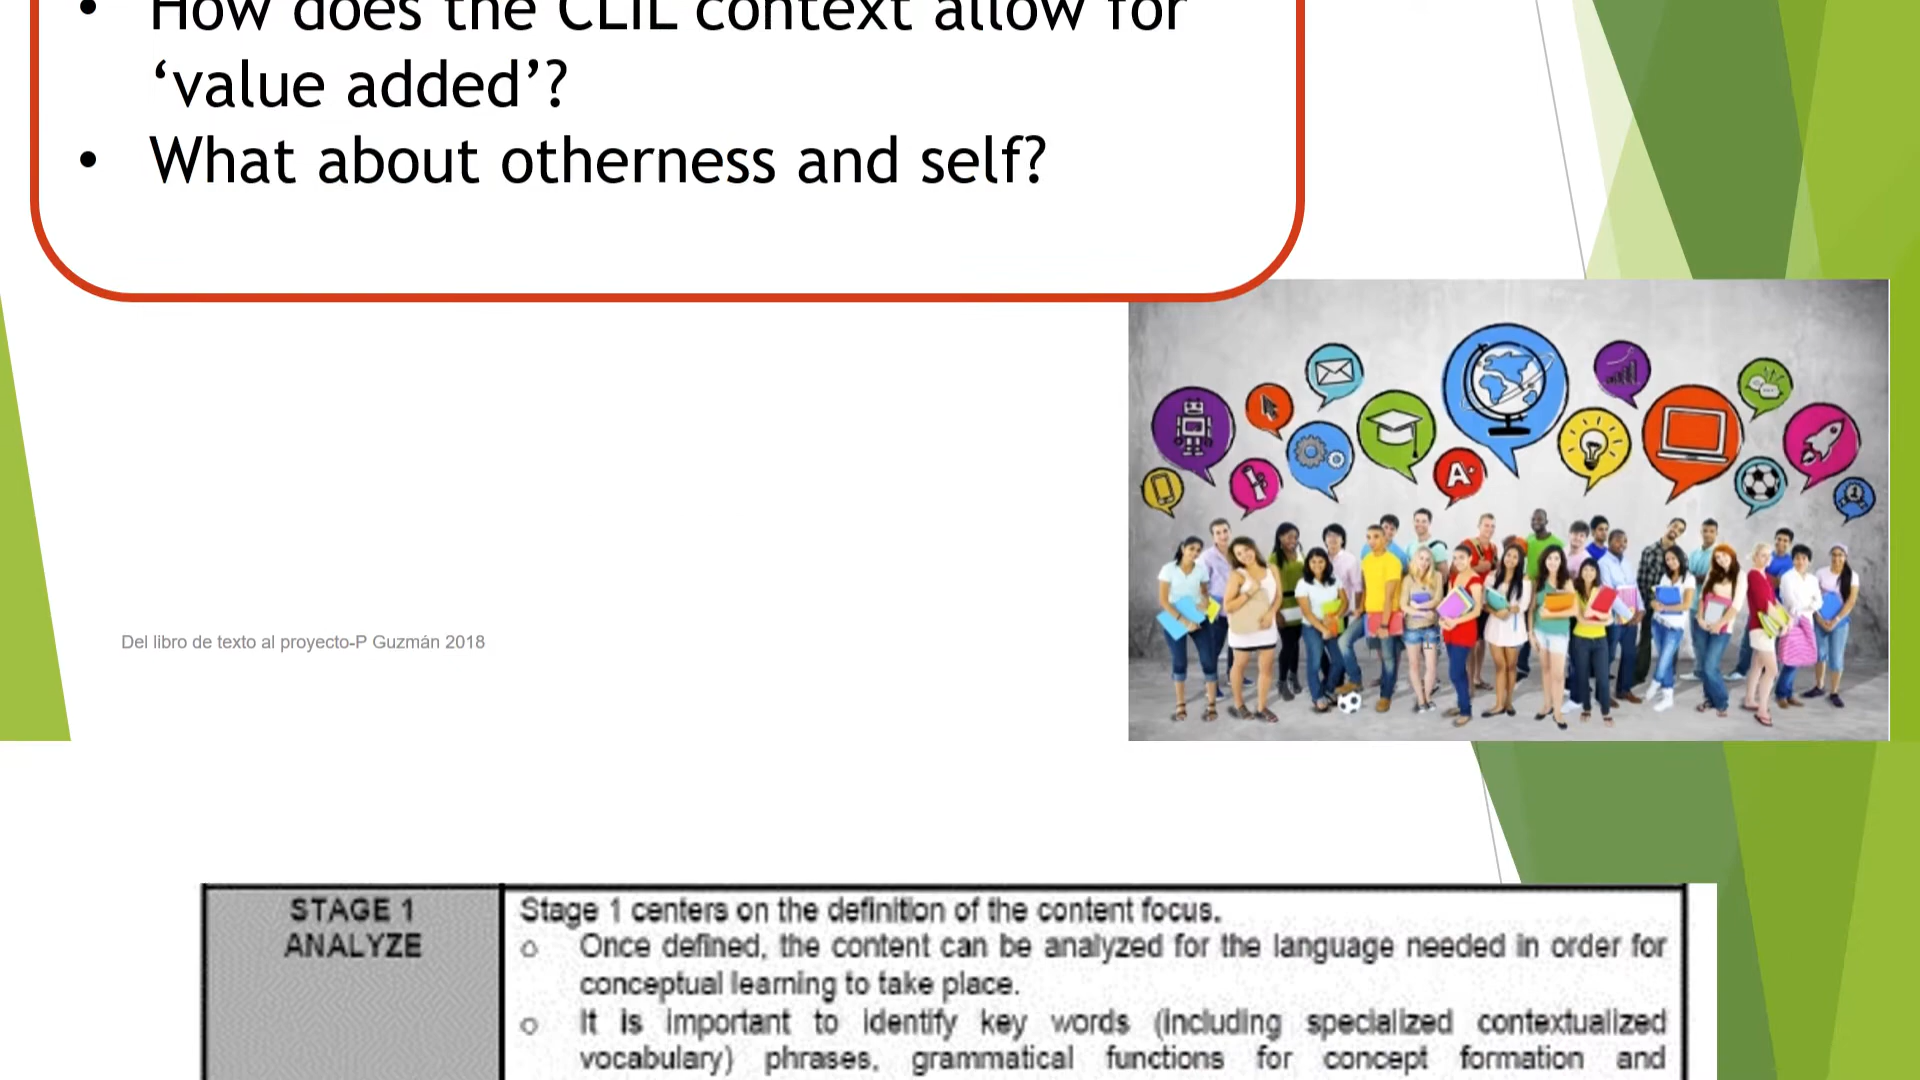 • How does the CLIL context allow for
‘value added’?
• What about otherness and self?
A+
1
Del libro de texto al proyecto-P Guzmán 2018
STAGE 1
ANALYZE
Stage 1 centers on the definition of the content focus.
o Once defined, the content can be analyzed for the language needed in order for
conceptual learning to take place.
o It is important to identify key words (including specialized contextualized
vocabulary) phrases, grammatical functions for concept formation and